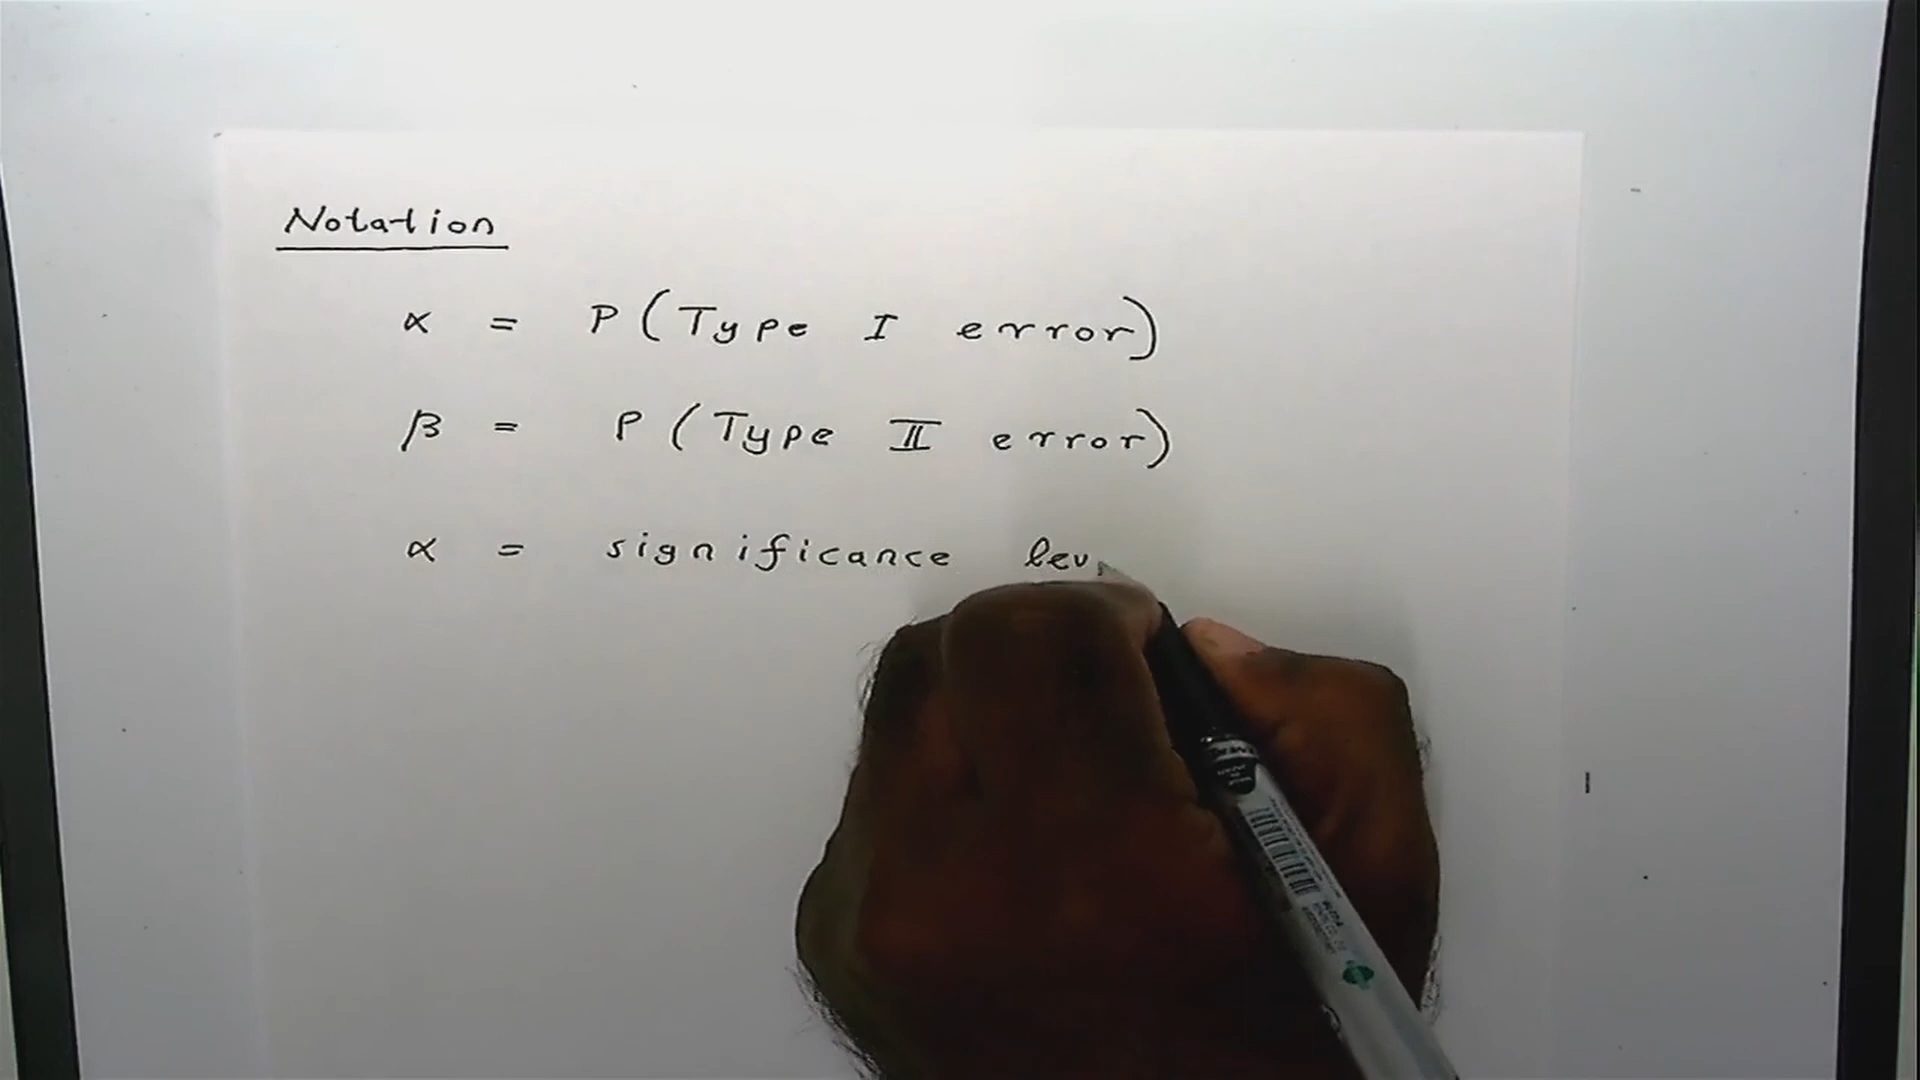 Notation
α = P(Type I error)
β = P(Type II error)
α = significance lev